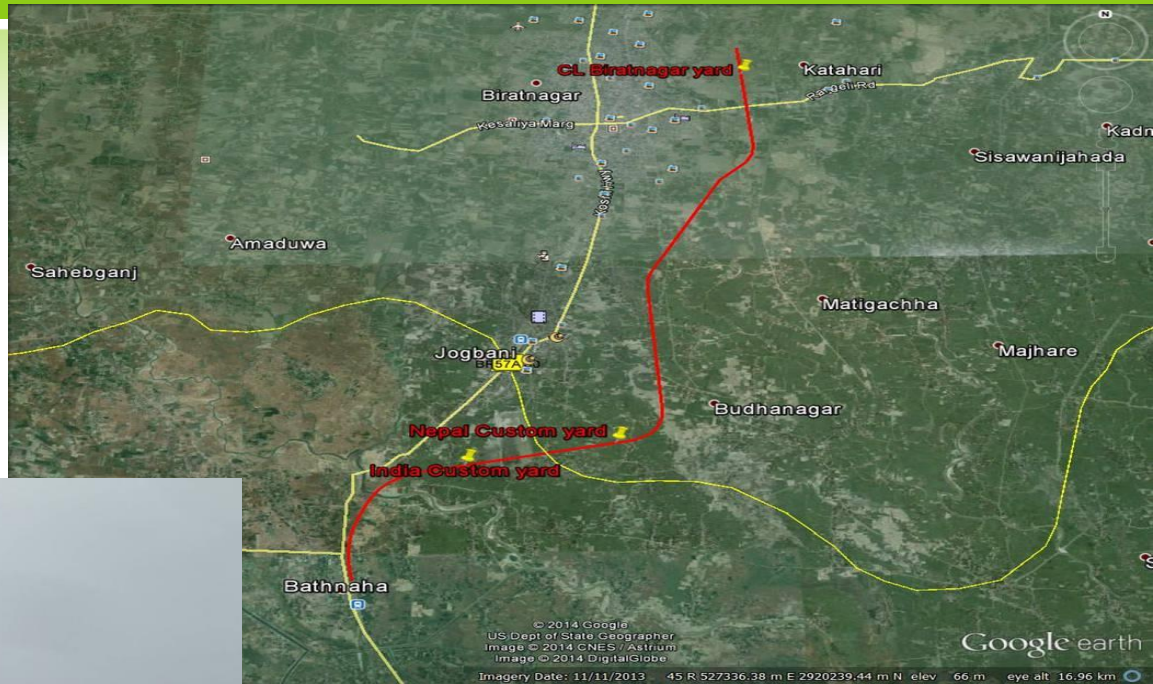 N
CL Biratnagar yard
Katahari
Biratnagar
Rangeli Rd
Kesaliya Marg
Sisawanijahada
Amaduwa
Sahebganj
Matigachha
Jogbani
57A
Majhare
Budhanagar
Nepal Custom yard
India Custom yard
Bathnaha
© 2014 Google
US Dept of State Geographer
Image © 2014 CNES / Astrium
Image © 2014 DigitalGlobe
Google earth
Imagery Date: 11/11/2013 45 R 527336.38 m E 2920239.44 m N elev 66 m eye alt 16.96 km